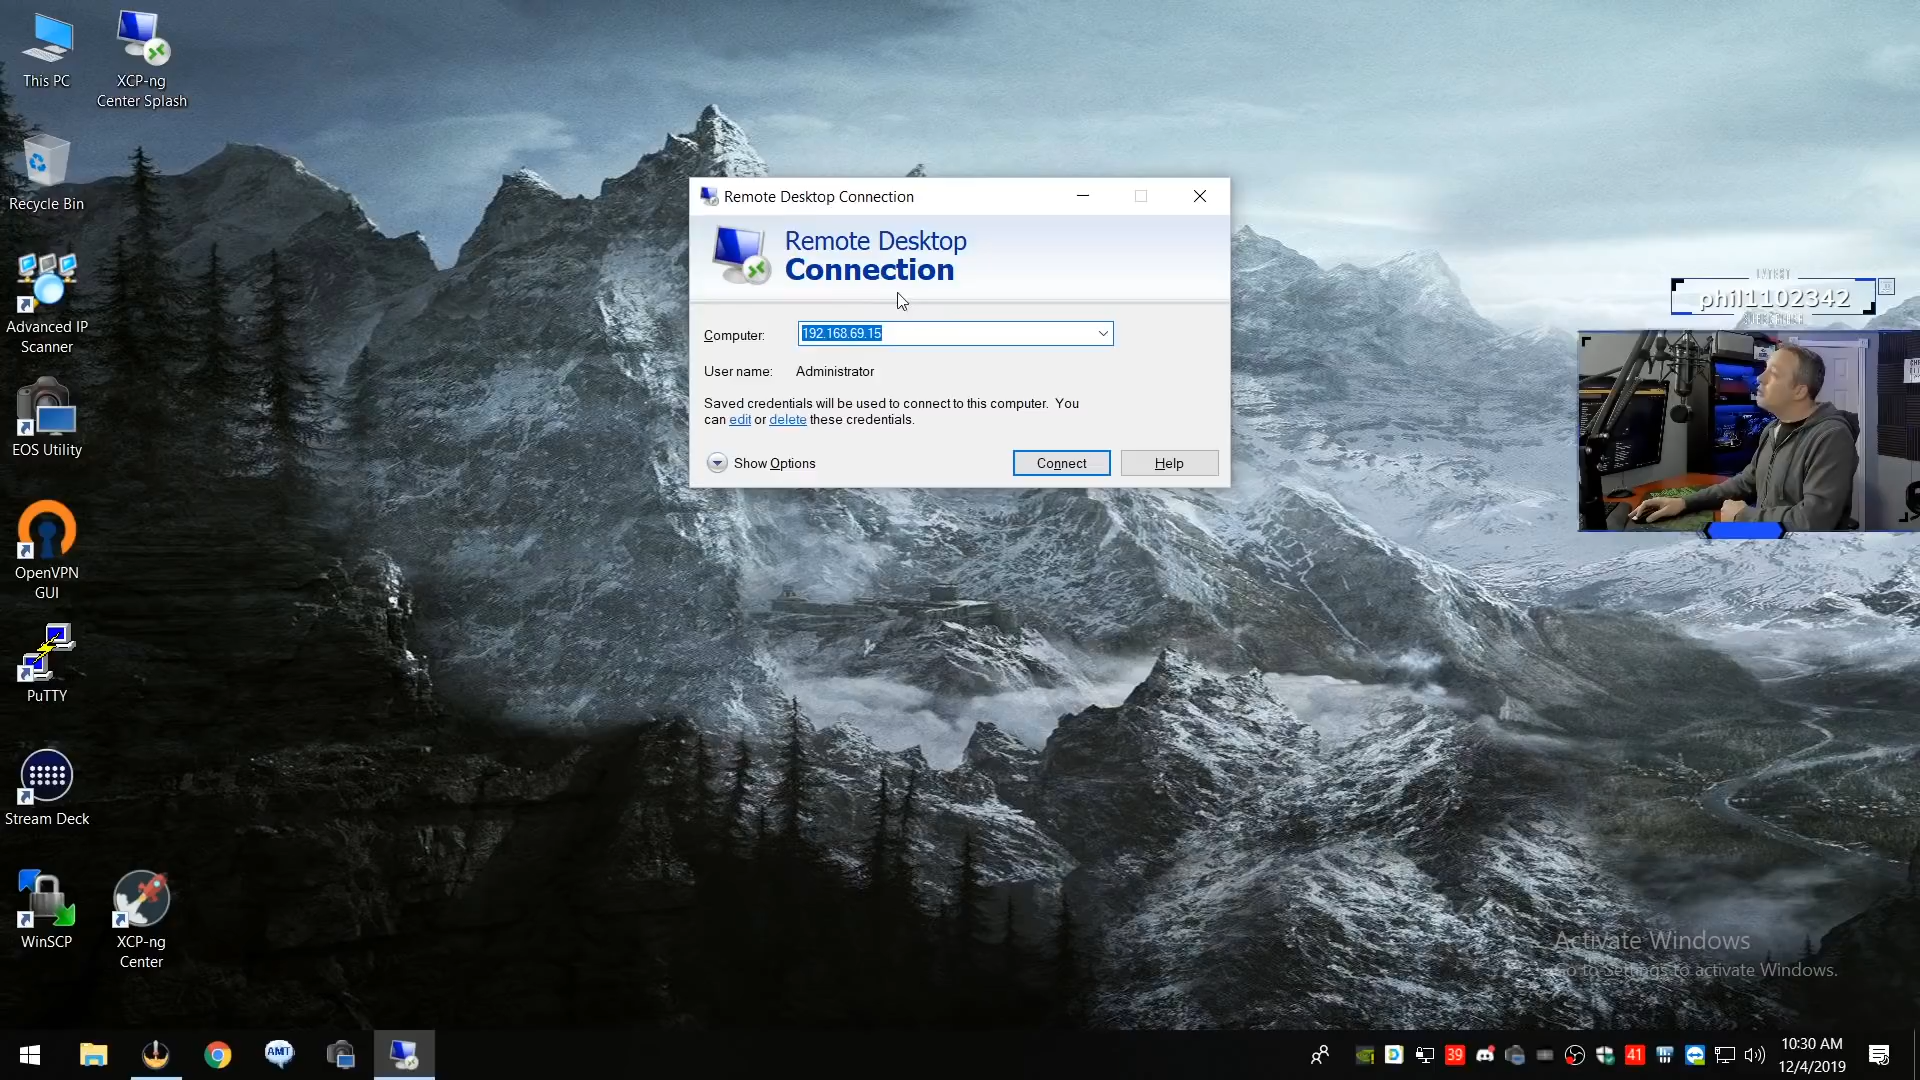 This PC
XCP-ng
Center Splash
Recycle Bin
Advanced IP
Scanner
EOS Utility
OpenVPN
GUI
PuTTY
Stream Deck
WinSCP
XCP-ng
Center
Remote Desktop Connection
Remote Desktop
Connection
Computer:
192.168.69.15
User name:
Administrator
Saved credentials will be used to connect to this computer. You
can edit or delete these credentials.
Show Options
Connect
Help
LATEST
phil1102342
Activate Windows
Go to Settings to activate Windows.
AMT
39
41
10:30 AM
12/4/2019